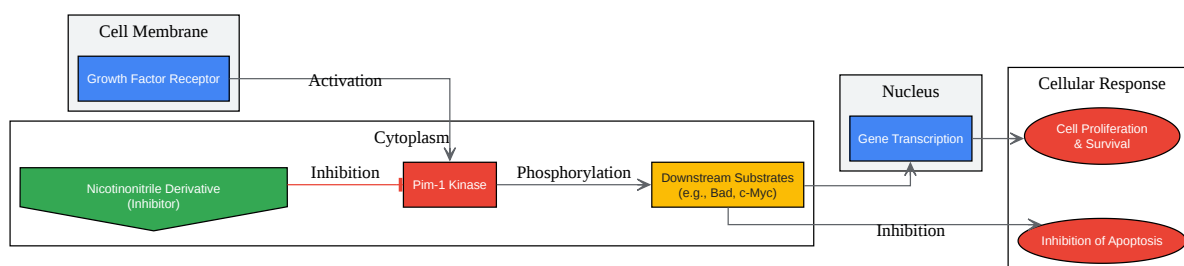 Cell Membrane
Growth Factor Receptor
Activation
Cytoplasm
Nicotinonitrile Derivative
(Inhibitor)
Inhibition
Pim-1 Kinase
Phosphorylation
Downstream Substrates
(e.g., Bad, c-Myc)
Nucleus
Gene Transcription
Inhibition
Cellular Response
Cell Proliferation
& Survival
Inhibition of Apoptosis